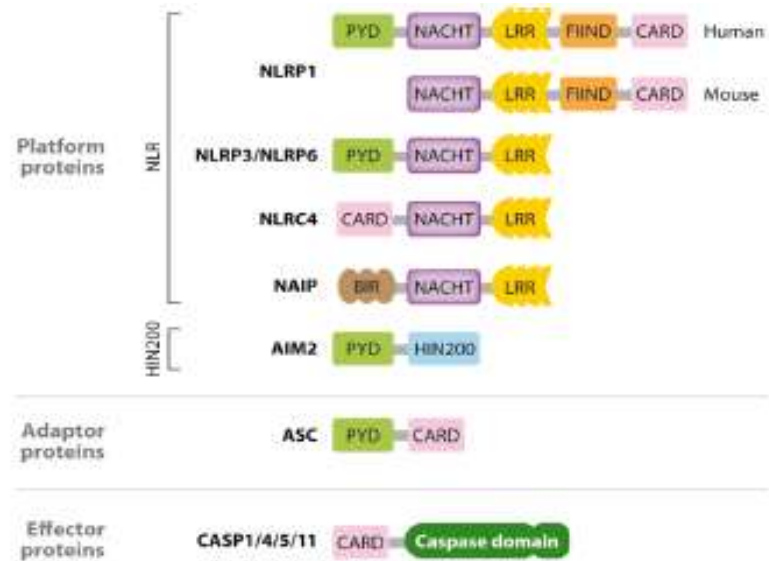 PYD NACHT LRR FIIND CARD Human
NLRP1
NACHT LRR FIIND CARD Mouse
Platform
proteins
NLR
NLRP3/NLRP6 PYD NACHT LRR
NLRC4 CARD NACHT LRR
NAIP BIR NACHT LRR
HIN200
AIM2 PYD HIN200
Adaptor
proteins
ASC PYD CARD
Effector
proteins
CASP1/4/5/11 CARD Caspase domain